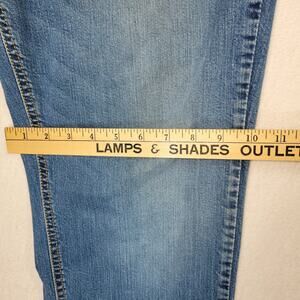 1 2 3 4 5 6 7 8 9 10 11
LAMPS & SHADES OUTLET